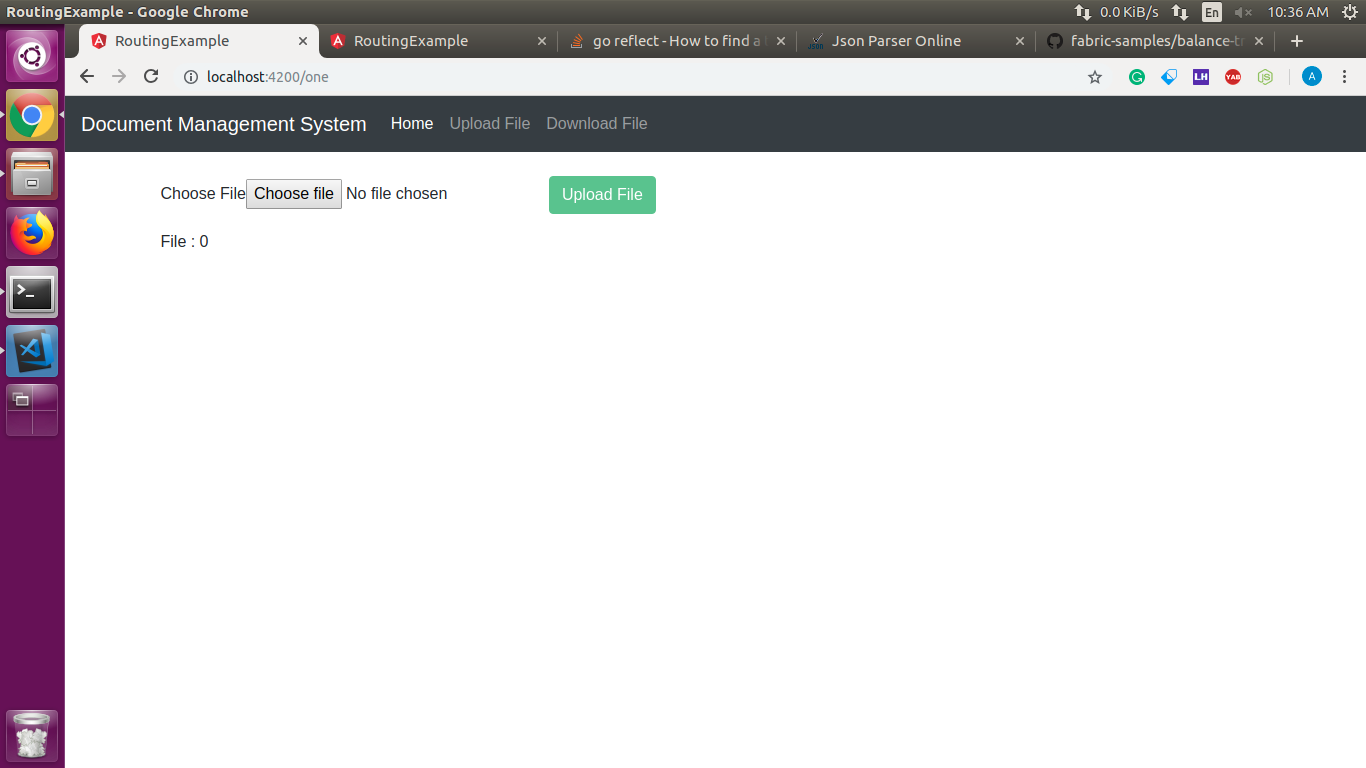 RoutingExample - Google Chrome
0.0 KiB/s En 10:36 AM
RoutingExample
RoutingExample
go reflect - How to find a
Json Parser Online
JSON
fabric-samples/balance-tr
localhost:4200/one
LH
YAB
JS
A
Document Management System Home Upload File Download File
Choose File Choose file No file chosen Upload File
File : 0